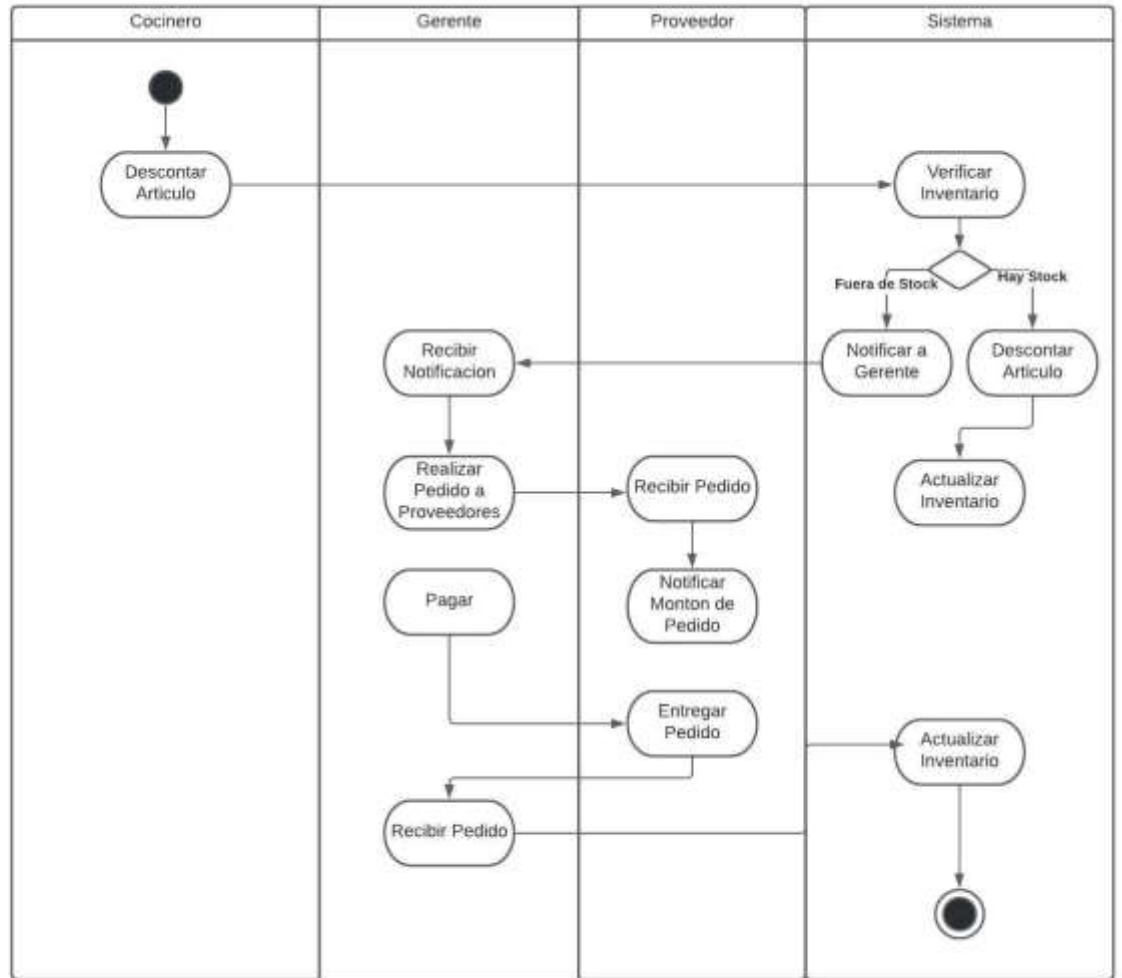 Cocinero
Gerente
Proveedor
Sistema
Descontar
Articulo
Verificar
Inventario
Fuera de Stock
Hay Stock
Recibir
Notificacion
Notificar a
Gerente
Descontar
Articulo
Realizar
Pedido a
Proveedores
Recibir Pedido
Actualizar
Inventario
Pagar
Notificar
Monton de
Pedido
Entregar
Pedido
Actualizar
Inventario
Recibir Pedido